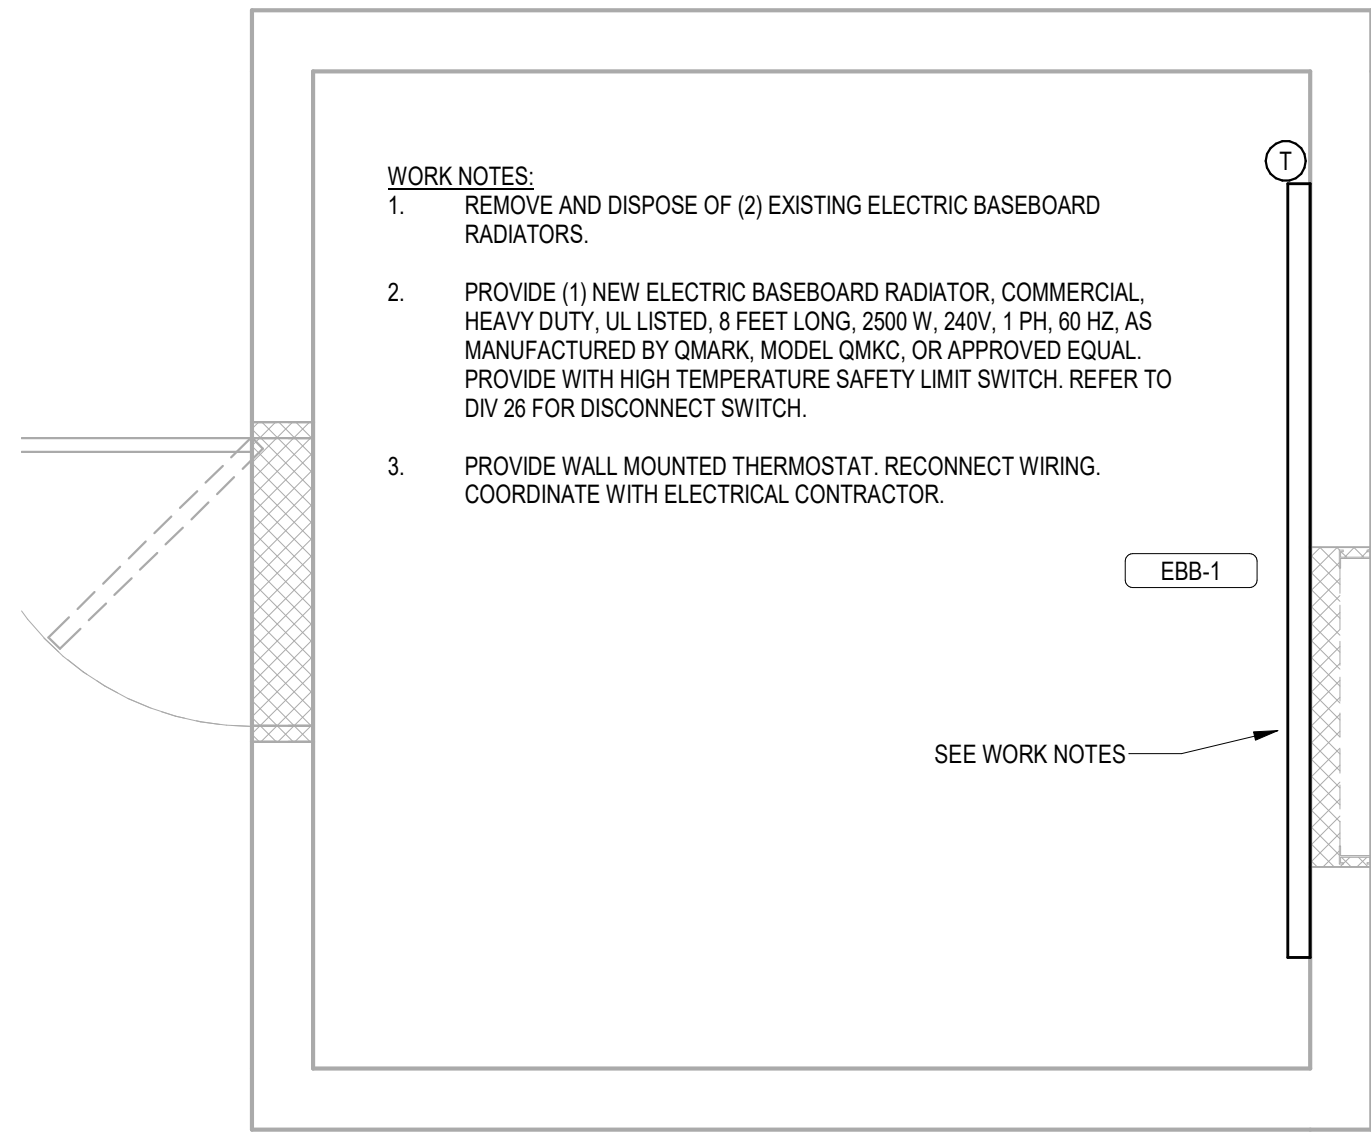 T
WORK NOTES:
1. REMOVE AND DISPOSE OF (2) EXISTING ELECTRIC BASEBOARD
RADIATORS.
2. PROVIDE (1) NEW ELECTRIC BASEBOARD RADIATOR, COMMERCIAL,
HEAVY DUTY, UL LISTED, 8 FEET LONG, 2500 W, 240V, 1 PH, 60 HZ, AS
MANUFACTURED BY QMARK, MODEL QMKC, OR APPROVED EQUAL.
PROVIDE WITH HIGH TEMPERATURE SAFETY LIMIT SWITCH. REFER TO
DIV 26 FOR DISCONNECT SWITCH.
3. PROVIDE WALL MOUNTED THERMOSTAT. RECONNECT WIRING.
COORDINATE WITH ELECTRICAL CONTRACTOR.
EBB-1
SEE WORK NOTES